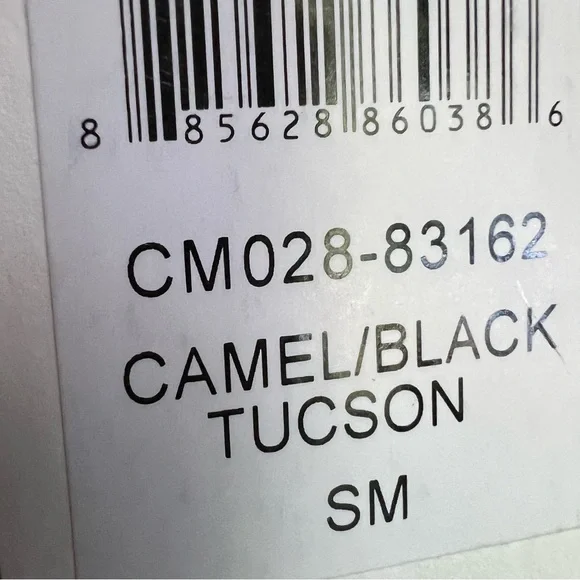 8 85628 86038 6
CM028-83162
CAMEL/BLACK
TUCSON
SM